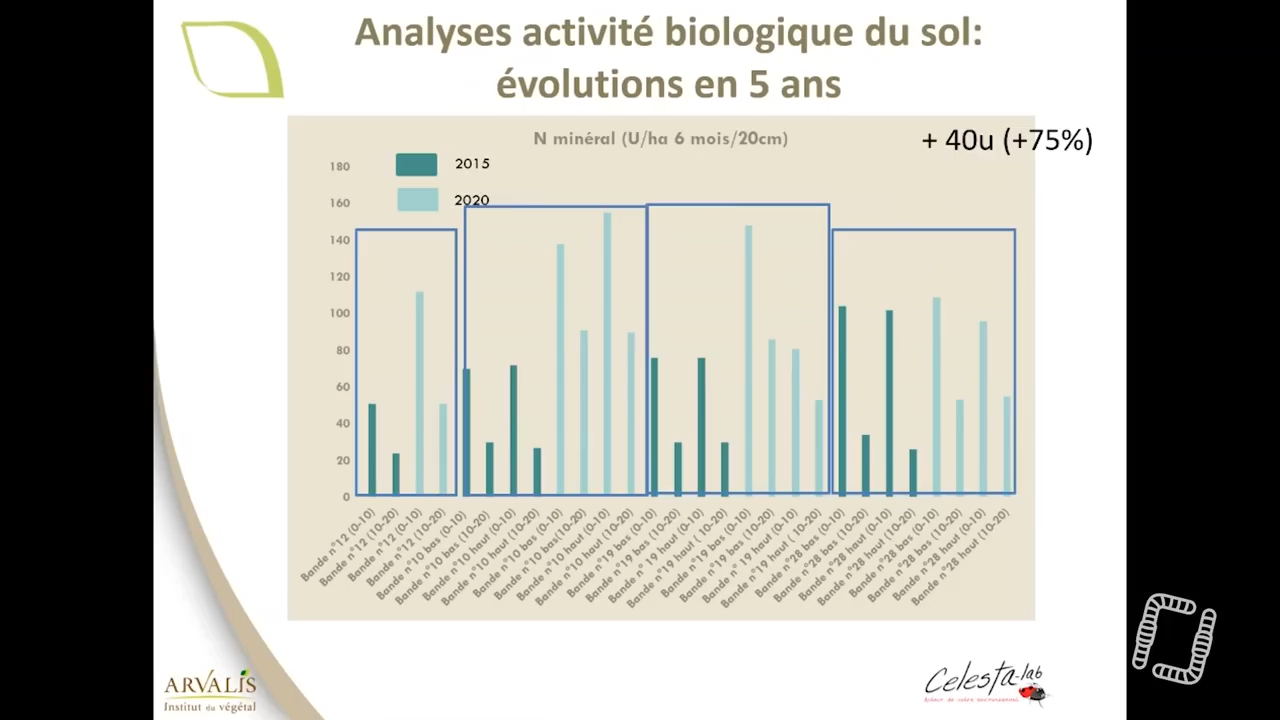 Analyses activité biologique du sol:
évolutions en 5 ans
N minéral (U/ha 6 mois/20cm)
+ 40u (+75%)
2015
2020
180
160
140
120
100
80
60
40
20
0
Bande n°12 (0-10)
Bande n°12 (10-20)
Bande n°12 (0-10)
Bande n°12 (10-20)
Bande n°10 bas (0-10)
Bande n°10 bas (10-20)
Bande n°10 haut (0-10)
Bande n°10 haut (10-20)
Bande n°10 bas (0-10)
Bande n°10 bas(10-20)
Bande n°10 haut (0-10)
Bande n°10 haut (10-20)
Bande n°19 bas (0-10)
Bande n°19 bas (10-20)
Bande n° 19 haut (0-10)
Bande n°19 haut ( 10-20)
Bande n°19 bas (0-10)
Bande n°19 bas (10-20)
Bande n° 19 haut (0-10)
Bande n°19 haut ( 10-20)
Bande n°28 bas (0-10)
Bande n°28 bas (10-20)
Bande n°28 haut (0-10)
Bande n°28 haut (10-20)
Bande n°28 bas (0-10)
Bande n°28 bas (10-20)
Bande n°28 haut (0-10)
Bande n°28 haut (10-20)
ARVALIS
Institut du végétal
Celesta-lab